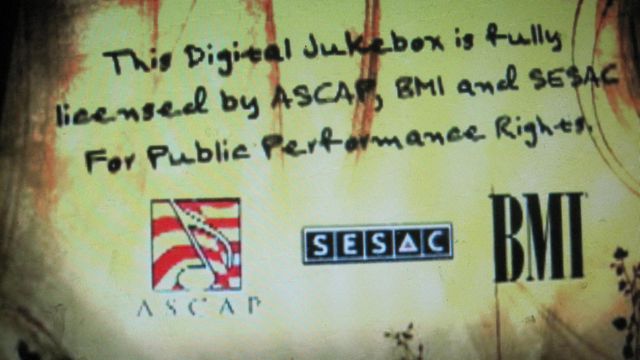 This Digital Jukebox is fully
licensed by ASCAP, BMI and SESAC
For Public Performance Rights.
ASCAP
SESAC
BMI